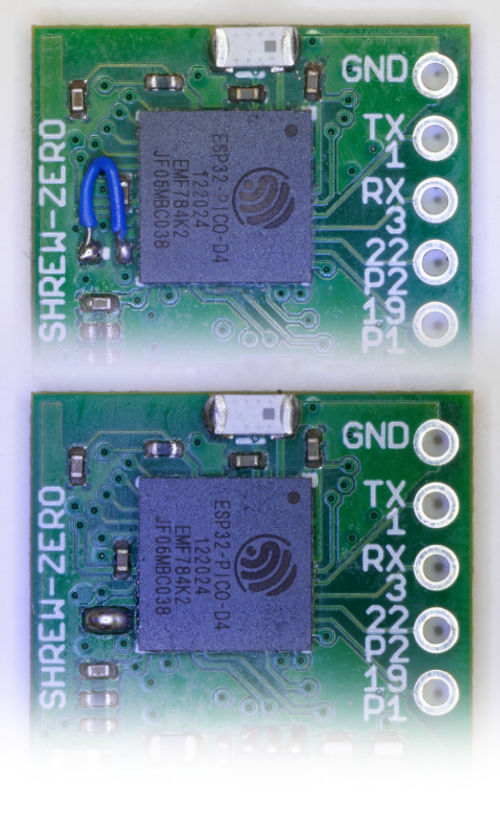 SHREW-ZERO
ESP32-PICO-D4
122024
EMF784K2
JF06MBC038
GND
TX
1
RX
3
22
P2
19
P1
SHREW-ZERO
ESP32-PICO-D4
122024
EMF784K2
JF06MBC038
GND
TX
1
RX
3
22
P2
19
P1